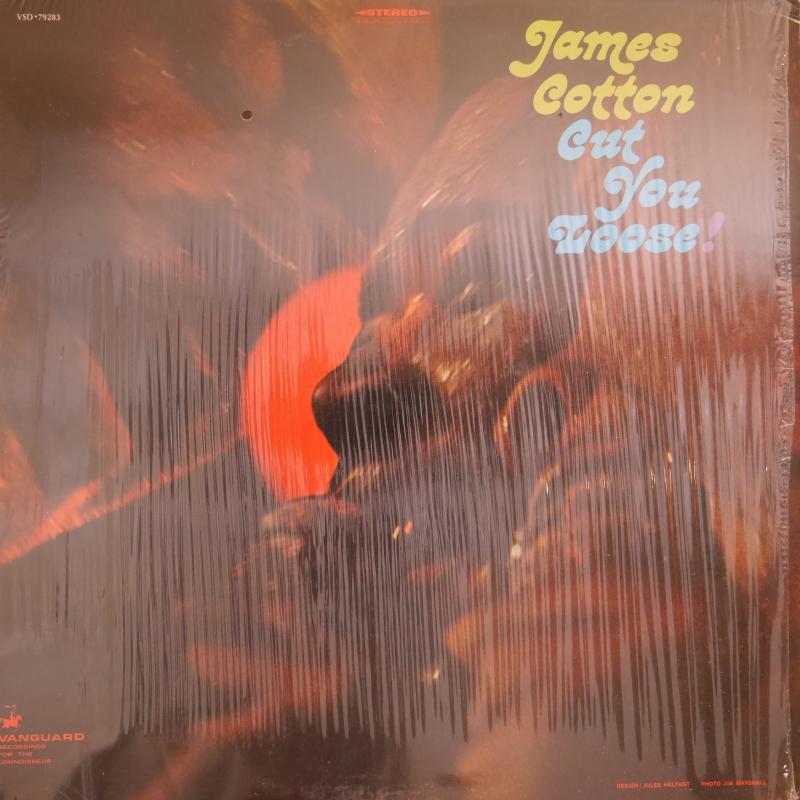 VSD•79283
STEREO
James
Cotton
Cut
You
Loose!
VANGUARD
RECORDINGS
FOR THE
CONNOISSEUR
DESIGN/ JULES HALFANT PHOTO JIM MARSHALL